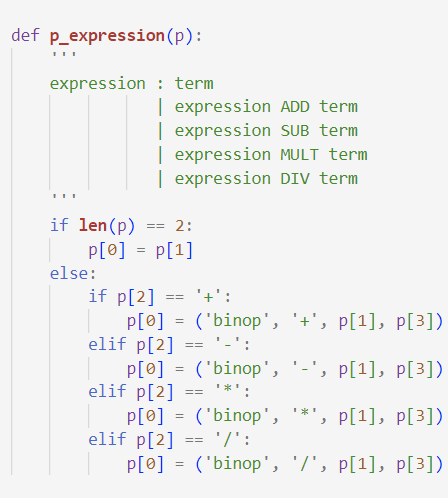 def p_expression(p):
    '''
    expression : term
               | expression ADD term
               | expression SUB term
               | expression MULT term
               | expression DIV term
    '''
    if len(p) == 2:
        p[0] = p[1]
    else:
        if p[2] == '+':
            p[0] = ('binop', '+', p[1], p[3])
        elif p[2] == '-':
            p[0] = ('binop', '-', p[1], p[3])
        elif p[2] == '*':
            p[0] = ('binop', '*', p[1], p[3])
        elif p[2] == '/':
            p[0] = ('binop', '/', p[1], p[3])